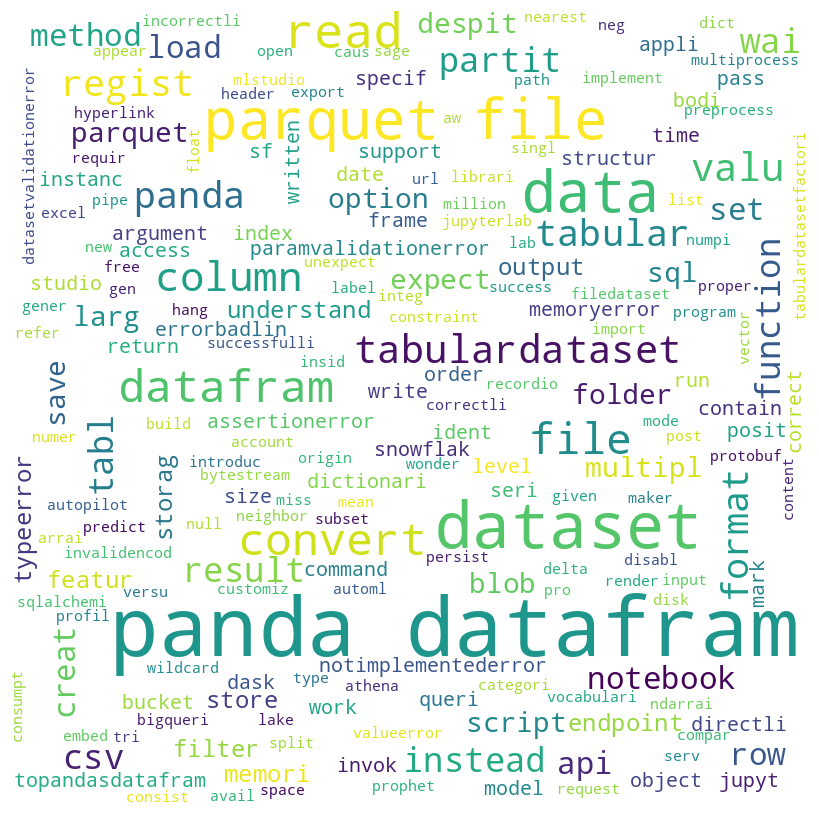 incorrectli
nearest
neg
dict
method
read
despit
wai
appear
load
open
caus
sage
partit
appli
multiprocess
regist
mlstudio
specif
path
implement
pass
header
export
bodi
preprocess
datasetvalidationerror
hyperlink
parquet file
aw
parquet
float
written
singl
time
requir
sf
support
structur
valu
instanc
date
url
librari
data
pipe
panda
option
million
list
set
excel
frame
jupyterlab
argument
index
tabular
numpi
tabulardatasetfactori
new
access
paramvalidationerror
lab
free
unexpect
output
sql
function
studio
gen
column
expect
success
filedataset
proper
label
integ
gener
hang
understand
memoryerror
program
larg
constraint
vector
refer
errorbadlin
import
return
successfulli
tabulardataset
insid
order
save
datafram
recordio
run
write
folder
correct
correctli
contain
tabl
assertionerror
numer
build
ident
file
mode
post
posit
account
snowflak
storag
introduc
origin
wonder
level
multipl
protobuf
typeerror
bytestream
dictionari
format
content
autopilot
size
miss
seri
given
maker
mean
dataset
predict
null
neighbor
subset
arrai
convert
invalidencod
persist
disabl
mark
featur
result
command
delta
blob
render
input
sqlalchemi
versu
customiz
automl
pro
disk
profil
panda datafram
creat
wildcard
notimplementederror
consumpt
dask
type
athena
categori
notebook
bucket
store
work
queri
vocabulari
ndarrai
bigqueri
lake
script
endpoint
directli
embed
tri
valueerror
compar
csv
filter
split
instead
api
serv
row
topandasdatafram
memori
invok
object
jupyt
consist
avail
space
prophet
model
request